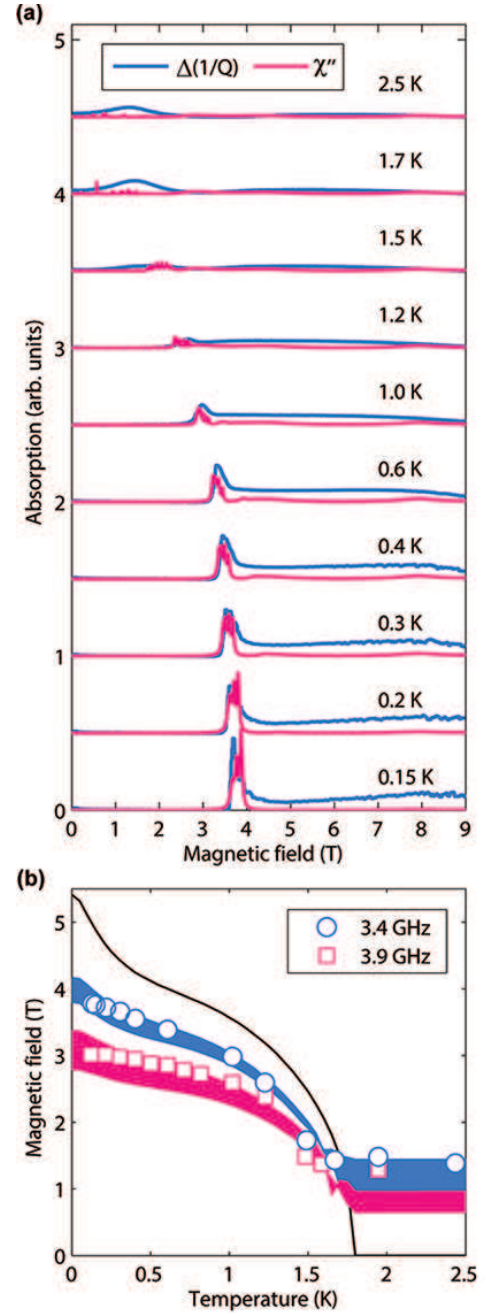 (a)
5
Δ(1/Q) χ″
2.5 K
4
1.7 K
1.5 K
3
1.2 K
1.0 K
2
0.6 K
0.4 K
1
0.3 K
0.2 K
0
0.15 K
Absorption (arb. units)
0 1 2 3 4 5 6 7 8 9
Magnetic field (T)
(b)
5
4
3
2
1
0
3.4 GHz
3.9 GHz
Magnetic field (T)
0 0.5 1.0 1.5 2.0 2.5
Temperature (K)